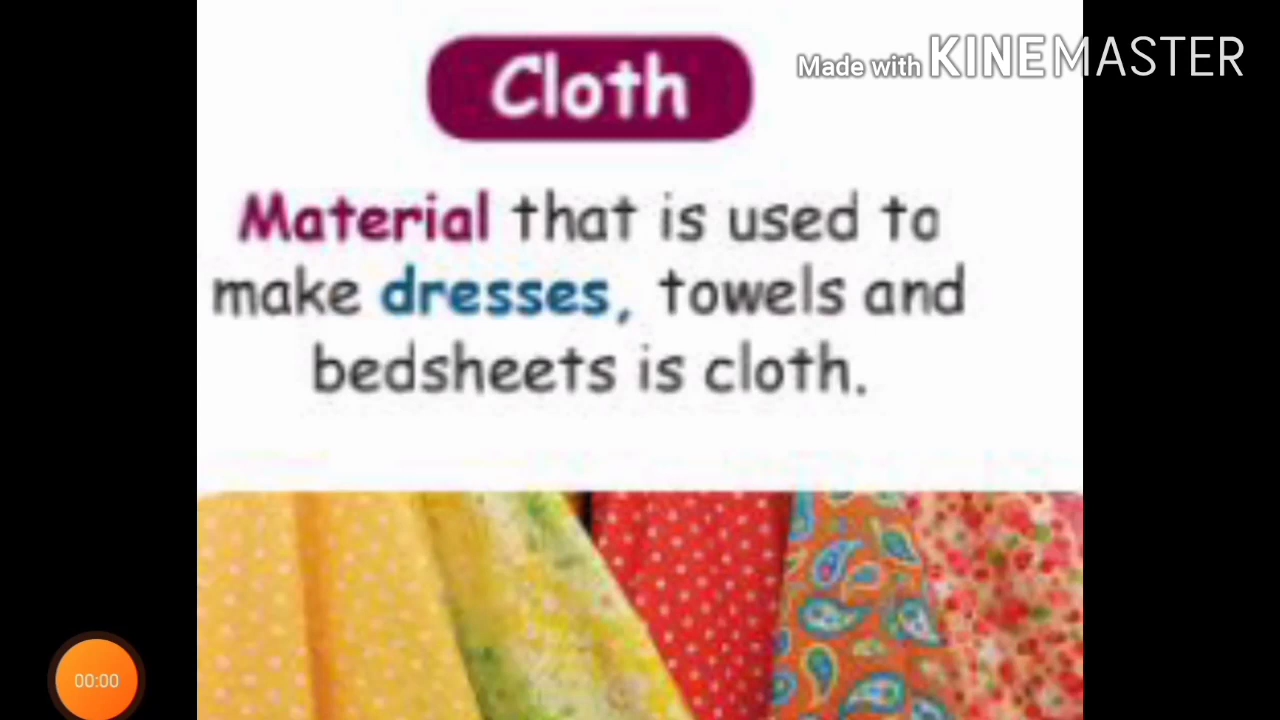 Cloth
Made with KINEMASTER
Material that is used to
make dresses, towels and
bedsheets is cloth.
00:00